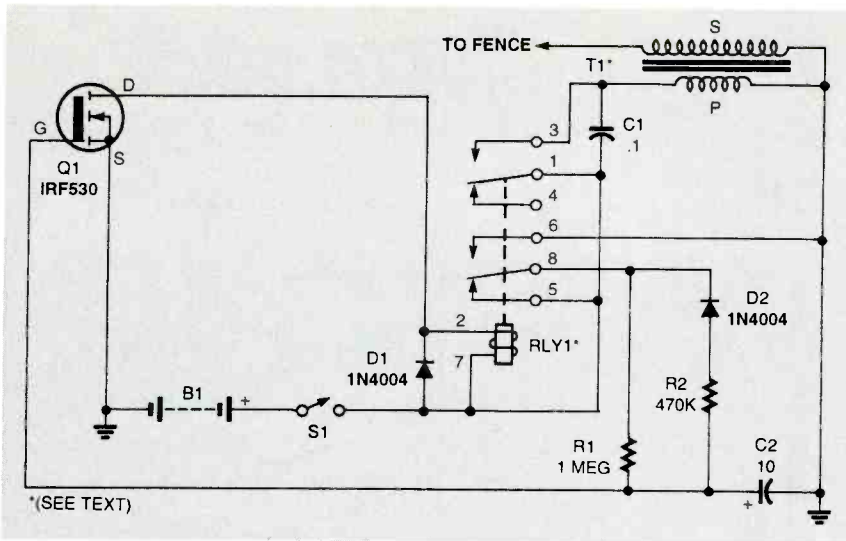 S
TO FENCE
T1*
P
D
G
S
Q1
IRF530
C1
.1
3
1
4
6
8
5
2
7
RLY1*
D1
1N4004
D2
1N4004
R2
470K
B1
+
S1
R1
1 MEG
C2
10
+
*(SEE TEXT)